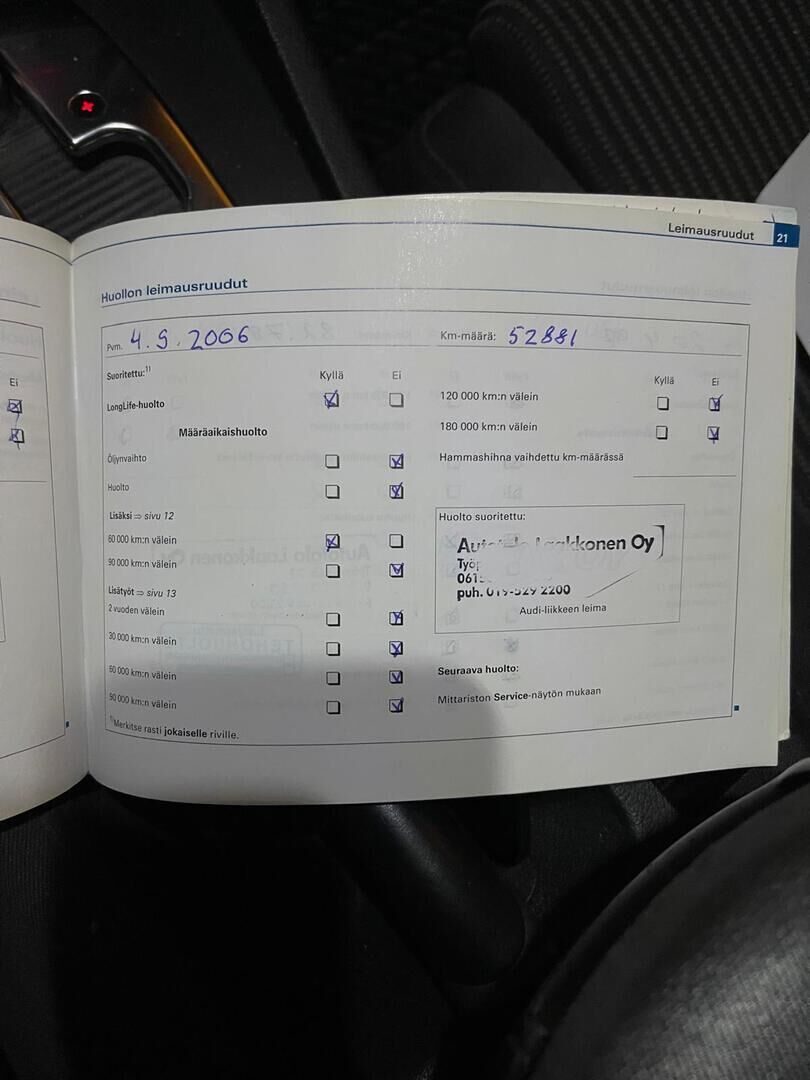 Leimausruudut 21
Huollon leimausruudut
Pvm. 4.9.2006
Km-määrä: 52881
Suoritettu:1)
Kyllä Ei
LongLife-huolto
Määräaikaishuolto
Öljynvaihto
Huolto
Lisäksi ⇒ sivu 12
60 000 km:n välein
90 000 km:n välein
Lisätyöt ⇒ sivu 13
2 vuoden välein
30 000 km:n välein
60 000 km:n välein
90 000 km:n välein
1) Merkitse rasti jokaiselle riville.
Kyllä Ei
120 000 km:n välein
180 000 km:n välein
Hammashihna vaihdettu km-määrässä
Huolto suoritettu:
Laakkonen Oy
puh. 019-529 2200
Audi-liikkeen leima
Seuraava huolto:
Mittariston Service-näytön mukaan
Ei